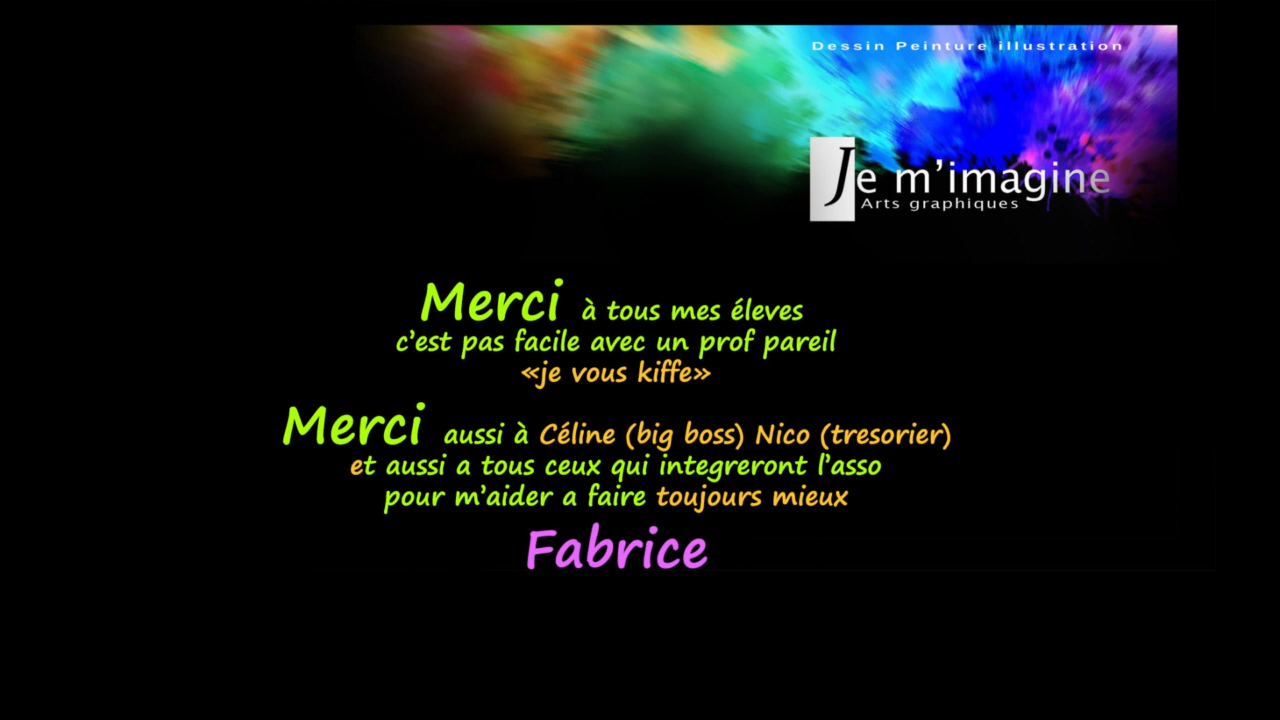 Dessin Peinture illustration
Je m'imagine
Arts graphiques
Merci à tous mes éleves
c'est pas facile avec un prof pareil
«je vous kiffe»
Merci aussi à Céline (big boss) Nico (tresorier)
et aussi a tous ceux qui integreront l'asso
pour m'aider a faire toujours mieux
Fabrice